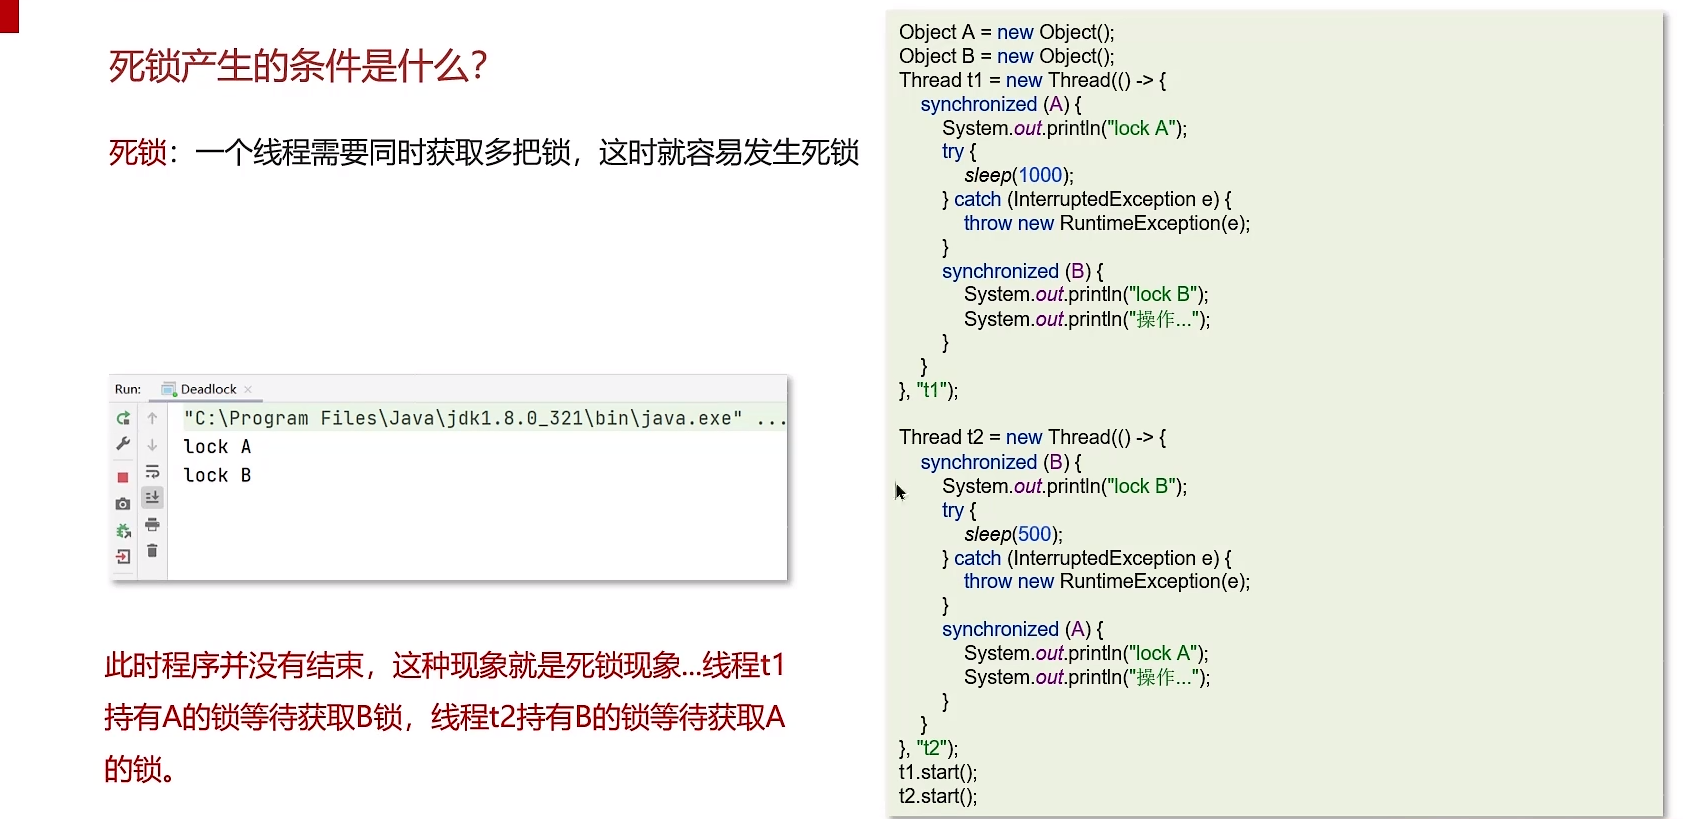 死锁产生的条件是什么？
死锁：一个线程需要同时获取多把锁，这时就容易发生死锁
Run: Deadlock
"C:\Program Files\Java\jdk1.8.0_321\bin\java.exe" ...
lock A
lock B
此时程序并没有结束，这种现象就是死锁现象...线程t1
持有A的锁等待获取B锁，线程t2持有B的锁等待获取A
的锁。
Object A = new Object();
Object B = new Object();
Thread t1 = new Thread(() -> {
synchronized (A) {
System.out.println("lock A");
try {
sleep(1000);
} catch (InterruptedException e) {
throw new RuntimeException(e);
}
synchronized (B) {
System.out.println("lock B");
System.out.println("操作...");
}
}
}, "t1");
Thread t2 = new Thread(() -> {
synchronized (B) {
System.out.println("lock B");
try {
sleep(500);
} catch (InterruptedException e) {
throw new RuntimeException(e);
}
synchronized (A) {
System.out.println("lock A");
System.out.println("操作...");
}
}
}, "t2");
t1.start();
t2.start();